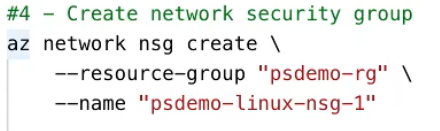 #4 - Create network security group
az network nsg create \
    --resource-group "psdemo-rg" \
    --name "psdemo-linux-nsg-1"